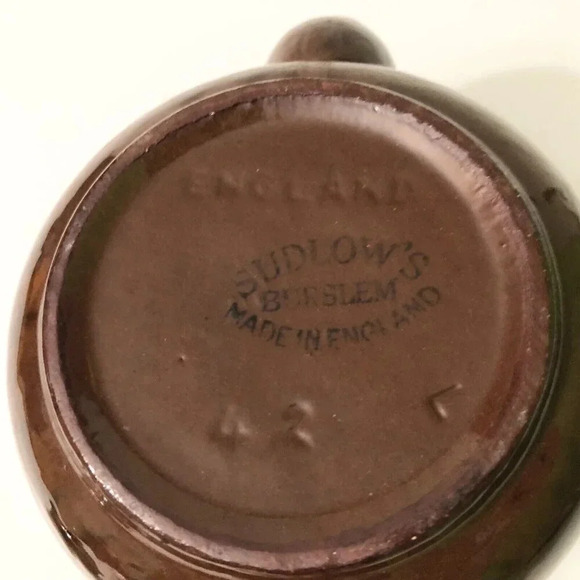 ENGLAND
SUDLOW'S
BURSLEM
MADE IN ENGLAND
42